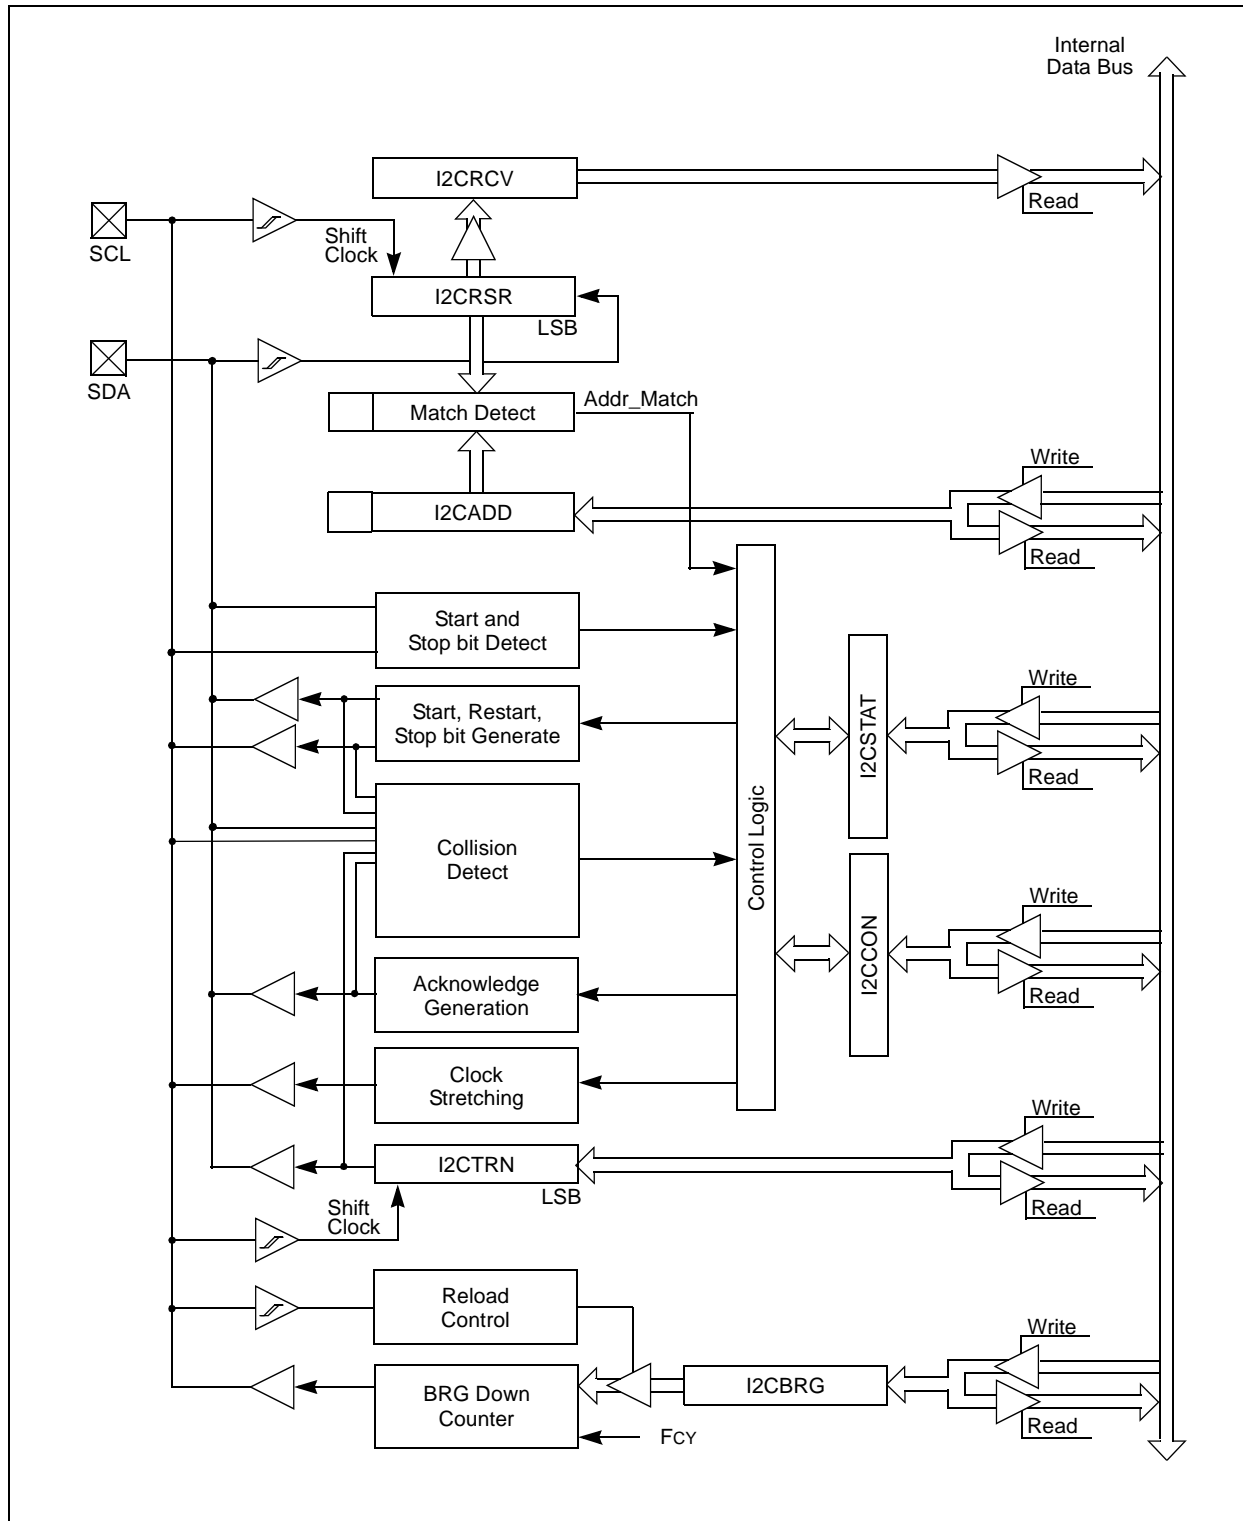 Internal
Data Bus
I2CRCV
Read
SCL
Shift
Clock
I2CRSR
LSB
SDA
Match Detect
Addr_Match
Write
I2CADD
Read
Start and
Stop bit Detect
Write
Start, Restart,
Stop bit Generate
I2CSTAT
Read
Control Logic
Collision
Detect
Write
I2CCON
Acknowledge
Generation
Read
Clock
Stretching
Write
I2CTRN
LSB
Read
Shift
Clock
Reload
Control
Write
BRG Down
Counter
I2CBRG
Read
FCY